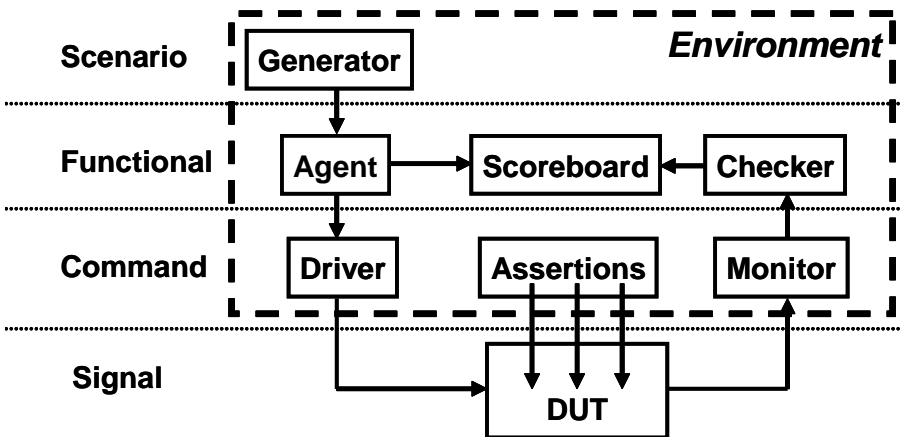 Environment
Scenario
Generator
Functional
Agent
Scoreboard
Checker
Command
Driver
Assertions
Monitor
Signal
DUT